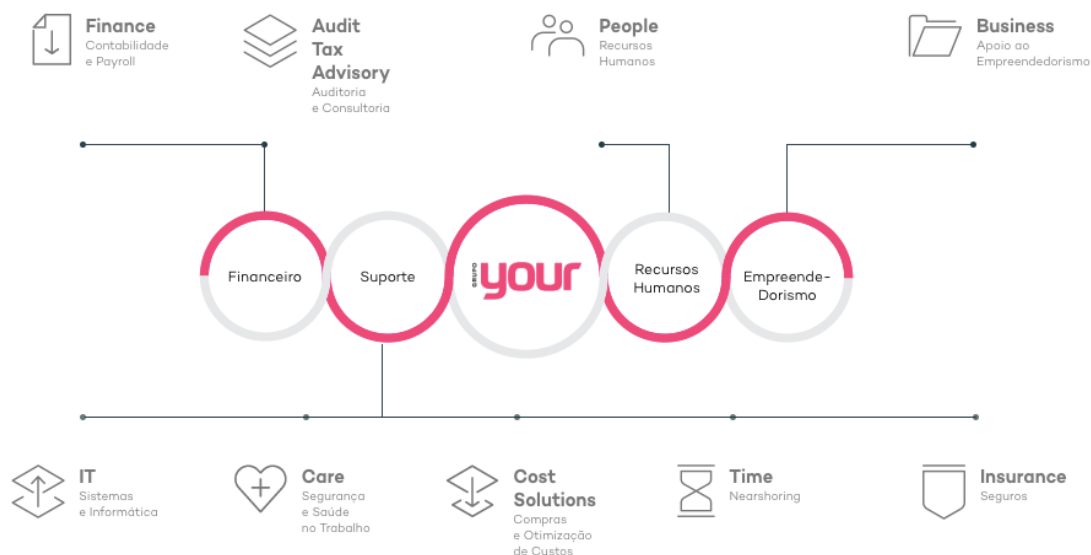 Finance
Contabilidade
e Payroll
Audit
Tax
Advisory
Auditoria
e Consultoria
People
Recursos
Humanos
Business
Apoio ao
Empreendedorismo
Financeiro
Suporte
GRUPO
your
Recursos
Humanos
Empreende-
Dorismo
IT
Sistemas
e Informática
Care
Segurança
e Saúde
no Trabalho
Cost
Solutions
Compras
e Otimização
de Custos
Time
Nearshoring
Insurance
Seguros